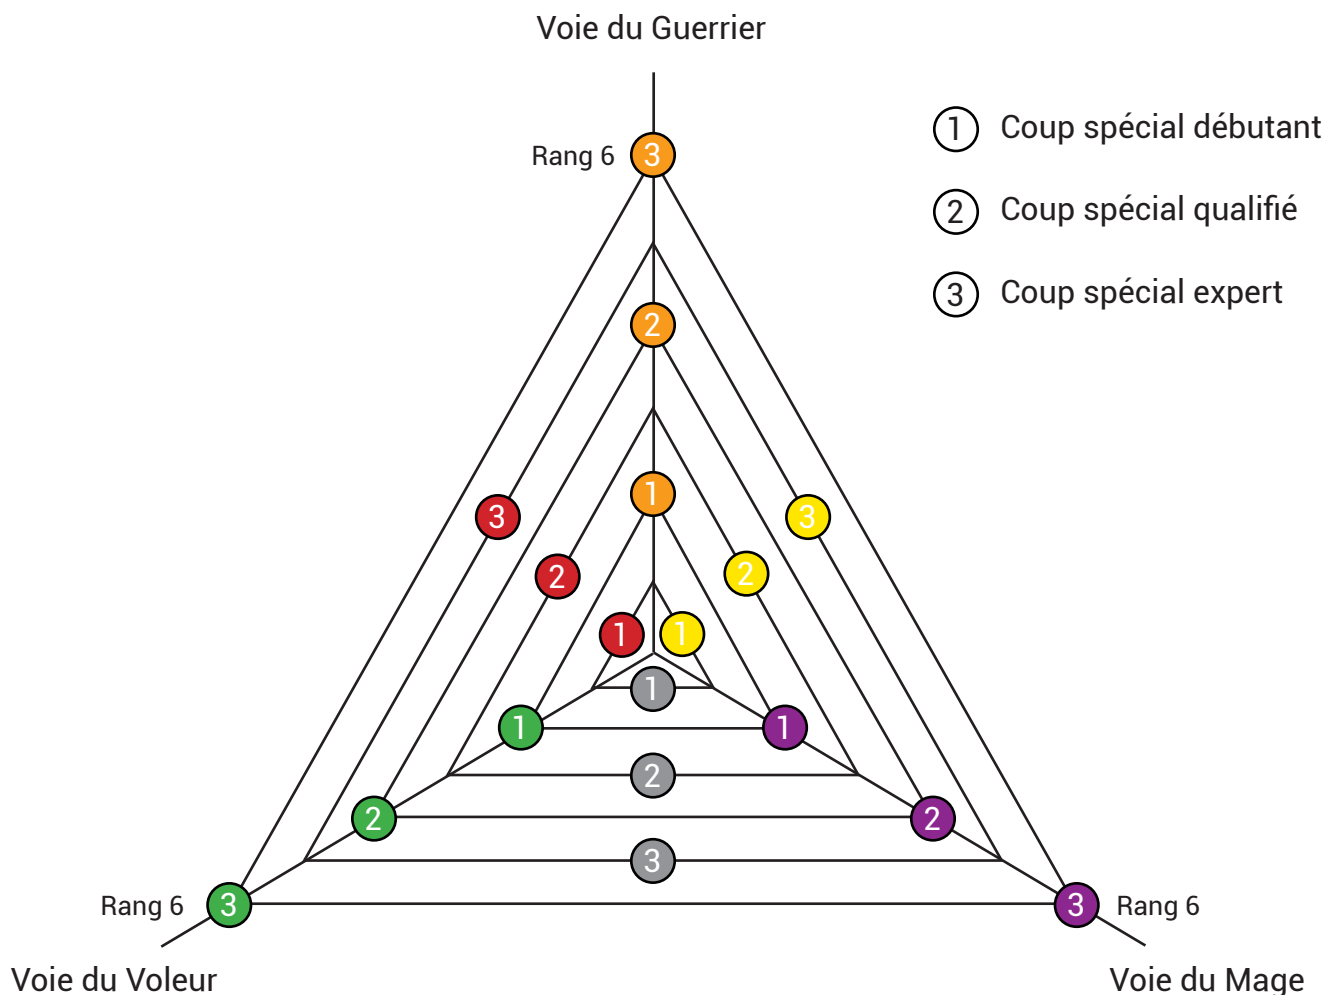 Voie du Guerrier
1 Coup spécial débutant
Rang 6 3
2 Coup spécial qualifié
3 Coup spécial expert
2
1
3 3
2 2
1 1
1
1 1
2
2 2
3
Rang 6 3 3 Rang 6
Voie du Voleur Voie du Mage